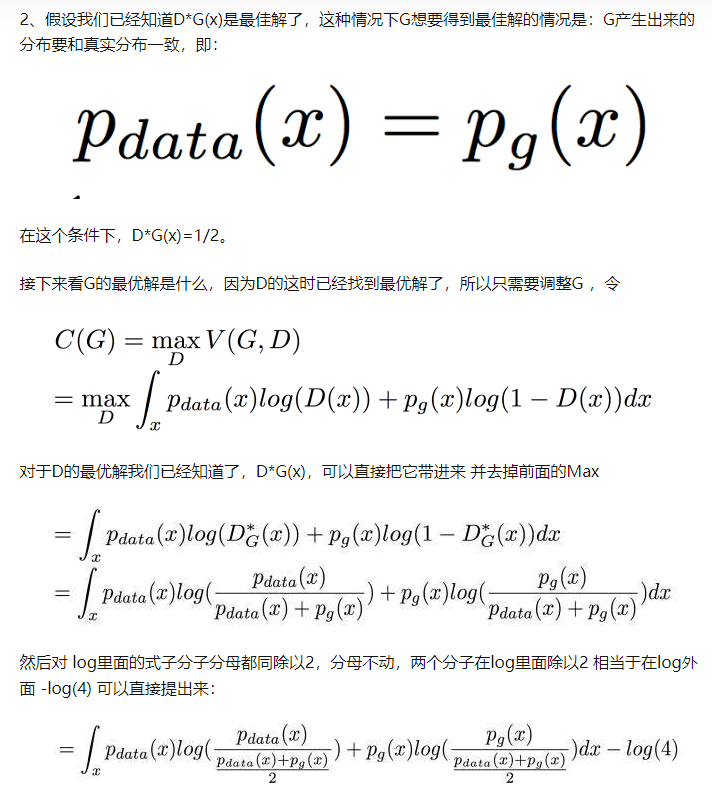 2、假设我们已经知道D*G(x)是最佳解了，这种情况下G想要得到最佳解的情况是：G产生出来的
分布要和真实分布一致，即：
p_{data}(x) = p_g(x)
在这个条件下，D*G(x)=1/2。
接下来看G的最优解是什么，因为D的这时已经找到最优解了，所以只需要调整G ，令
C(G) = \max_D V(G, D)
= \max_D \int_x p_{data}(x)log(D(x)) + p_g(x)log(1 − D(x))dx
对于D的最优解我们已经知道了，D*G(x)，可以直接把它带进来 并去掉前面的Max
= \int_x p_{data}(x)log(D_G^*(x)) + p_g(x)log(1 − D_G^*(x))dx
= \int_x p_{data}(x)log(\frac{p_{data}(x)}{p_{data}(x) + p_g(x)}) + p_g(x)log(\frac{p_g(x)}{p_{data}(x) + p_g(x)})dx
然后对 log里面的式子分子分母都同除以2，分母不动，两个分子在log里面除以2 相当于在log外
面 -log(4) 可以直接提出来：
= \int_x p_{data}(x)log(\frac{p_{data}(x)}{\frac{p_{data}(x)+p_g(x)}{2}}) + p_g(x)log(\frac{p_g(x)}{\frac{p_{data}(x)+p_g(x)}{2}})dx − log(4)